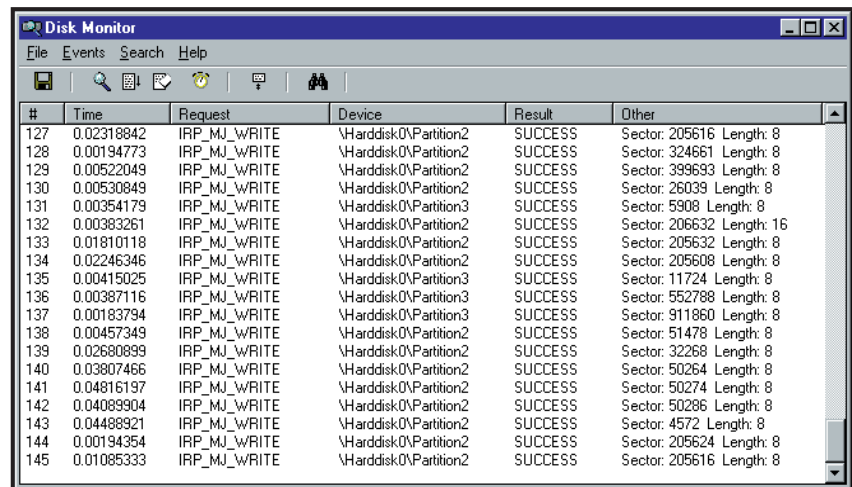 Disk Monitor
File Events Search Help
# Time Request Device Result Other
127 0.02318842 IRP_MJ_WRITE \Harddisk0\Partition2 SUCCESS Sector: 205616 Length: 8
128 0.00194773 IRP_MJ_WRITE \Harddisk0\Partition2 SUCCESS Sector: 324661 Length: 8
129 0.00522049 IRP_MJ_WRITE \Harddisk0\Partition2 SUCCESS Sector: 399693 Length: 8
130 0.00530849 IRP_MJ_WRITE \Harddisk0\Partition2 SUCCESS Sector: 26039 Length: 8
131 0.00354179 IRP_MJ_WRITE \Harddisk0\Partition3 SUCCESS Sector: 5908 Length: 8
132 0.00383261 IRP_MJ_WRITE \Harddisk0\Partition2 SUCCESS Sector: 206632 Length: 16
133 0.01810118 IRP_MJ_WRITE \Harddisk0\Partition2 SUCCESS Sector: 205632 Length: 8
134 0.02246346 IRP_MJ_WRITE \Harddisk0\Partition2 SUCCESS Sector: 205608 Length: 8
135 0.00415025 IRP_MJ_WRITE \Harddisk0\Partition3 SUCCESS Sector: 11724 Length: 8
136 0.00387116 IRP_MJ_WRITE \Harddisk0\Partition3 SUCCESS Sector: 552788 Length: 8
137 0.00183794 IRP_MJ_WRITE \Harddisk0\Partition3 SUCCESS Sector: 911860 Length: 8
138 0.00457349 IRP_MJ_WRITE \Harddisk0\Partition2 SUCCESS Sector: 51478 Length: 8
139 0.02680899 IRP_MJ_WRITE \Harddisk0\Partition2 SUCCESS Sector: 32268 Length: 8
140 0.03807466 IRP_MJ_WRITE \Harddisk0\Partition2 SUCCESS Sector: 50264 Length: 8
141 0.04816197 IRP_MJ_WRITE \Harddisk0\Partition2 SUCCESS Sector: 50274 Length: 8
142 0.04089904 IRP_MJ_WRITE \Harddisk0\Partition2 SUCCESS Sector: 50286 Length: 8
143 0.04488921 IRP_MJ_WRITE \Harddisk0\Partition2 SUCCESS Sector: 4572 Length: 8
144 0.00194354 IRP_MJ_WRITE \Harddisk0\Partition2 SUCCESS Sector: 205624 Length: 8
145 0.01085333 IRP_MJ_WRITE \Harddisk0\Partition2 SUCCESS Sector: 205616 Length: 8